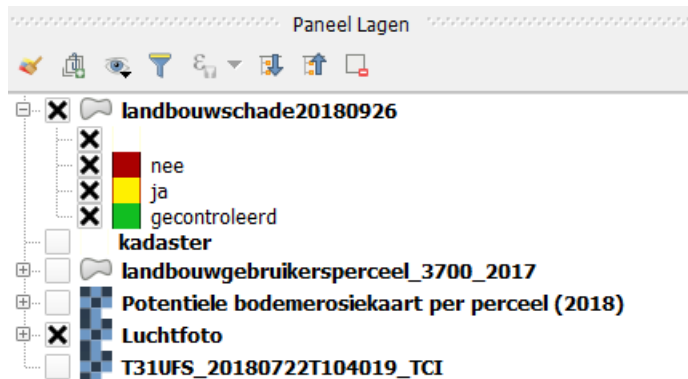 Paneel Lagen
landbouwschade20180926
nee
ja
gecontroleerd
kadaster
landbouwgebruikersperceel_3700_2017
Potentiele bodemerosiekaart per perceel (2018)
Luchtfoto
T31UFS_20180722T104019_TCI